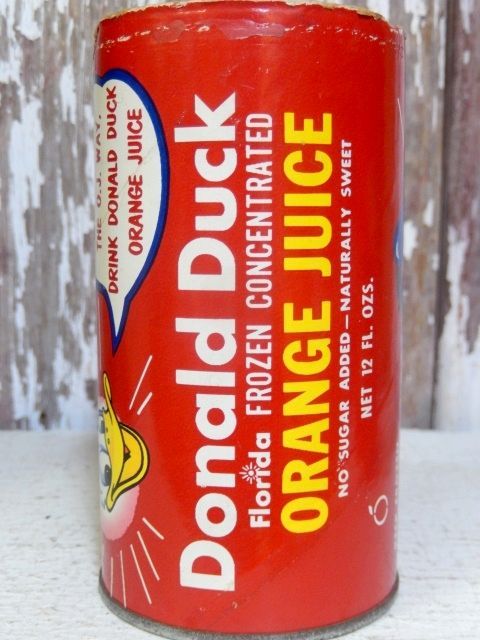 THE O.J. WAY,
DRINK DONALD DUCK
ORANGE JUICE
Donald Duck
Florida FROZEN CONCENTRATED
ORANGE JUICE
NO SUGAR ADDED—NATURALLY SWEET
NET 12 FL. OZS.